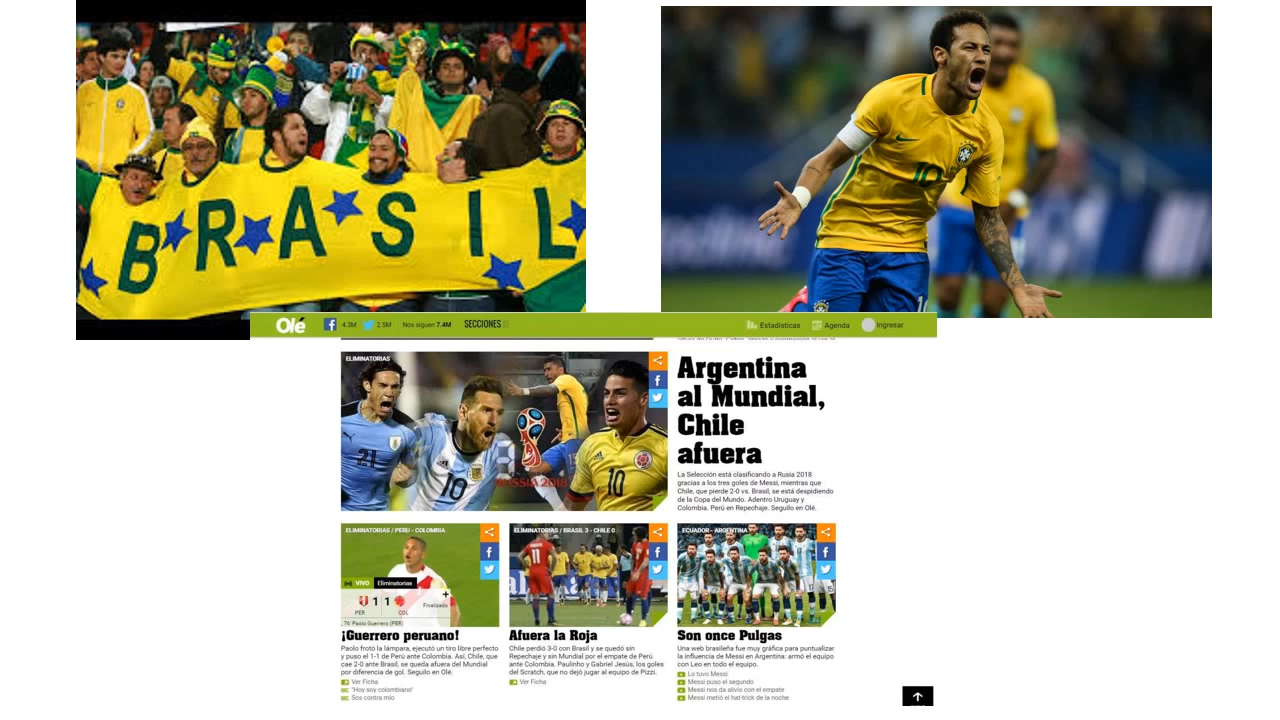 BRASIL
10
Olé
4.3M
2.5M
Nos siguen 7.4M
SECCIONES
Estadísticas
Agenda
Ingresar
ELIMINATORIAS
21
10
RUSSIA 2018
10
Argentina
al Mundial,
Chile
afuera
La Selección está clasificando a Rusia 2018
gracias a los tres goles de Messi, mientras que
Chile, que pierde 2-0 vs. Brasil, se está despidiendo
de la Copa del Mundo. Adentro Uruguay y
Colombia. Perú en Repechaje. Seguilo en Olé.
ELIMINATORIAS / PERU - COLOMBIA
VIVO Eliminatorias
1 1
Finalizado
PER COL
76' Paolo Guerrero (PER)
¡Guerrero peruano!
Paolo frotó la lámpara, ejecutó un tiro libre perfecto
y puso el 1-1 de Perú ante Colombia. Así, Chile, que
cae 2-0 ante Brasil, se queda afuera del Mundial
por diferencia de gol. Seguilo en Olé.
Ver Ficha
"Hoy soy colombiano"
Sos contra mío
ELIMINATORIAS / BRASIL 3 - CHILE 0
11
Afuera la Roja
Chile perdió 3-0 con Brasil y se quedó sin
Repechaje y sin Mundial por el empate de Perú
ante Colombia. Paulinho y Gabriel Jesús, los goles
del Scratch, que no dejó jugar al equipo de Pizzi.
Ver Ficha
ECUADOR - ARGENTINA
Son once Pulgas
Una web brasileña fue muy gráfica para puntualizar
la influencia de Messi en Argentina: armó el equipo
con Leo en todo el equipo.
Lo tuvo Messi
Messi puso el segundo
Messi nos da alivio con el empate
Messi metió el hat-trick de la noche